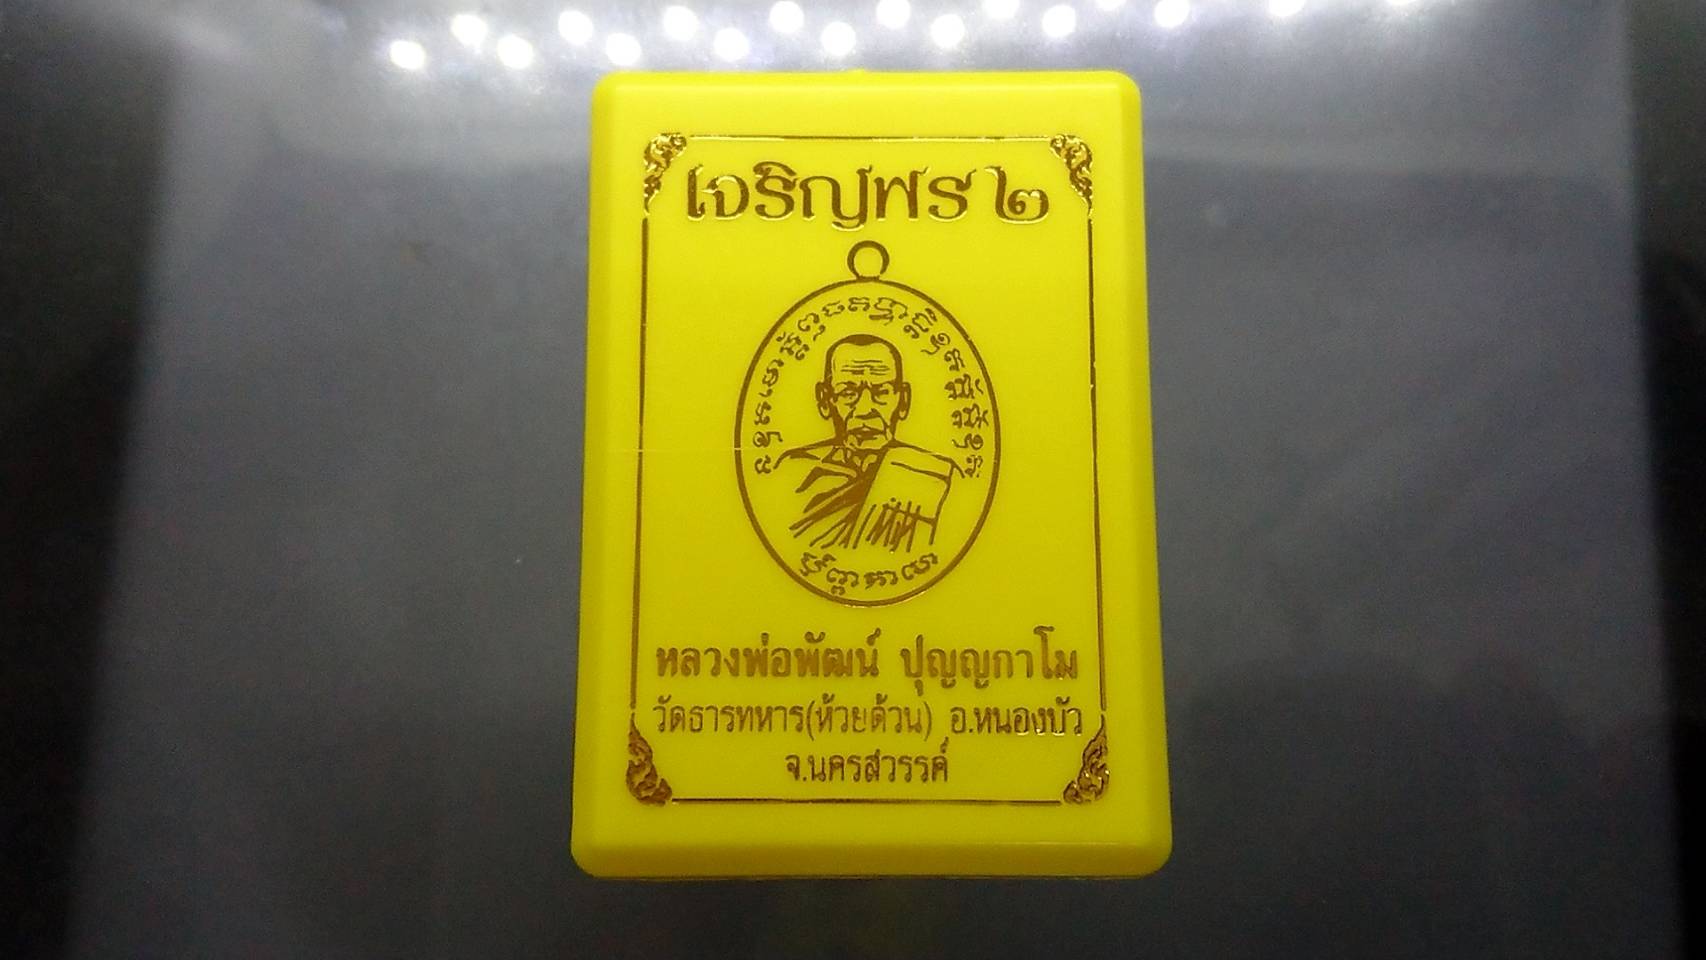 เจริญพร ๒
หลวงพ่อพัฒน์ ปุญญกาโม
วัดธารทหาร(ห้วยด้วน) อ.หนองบัว
จ.นครสวรรค์